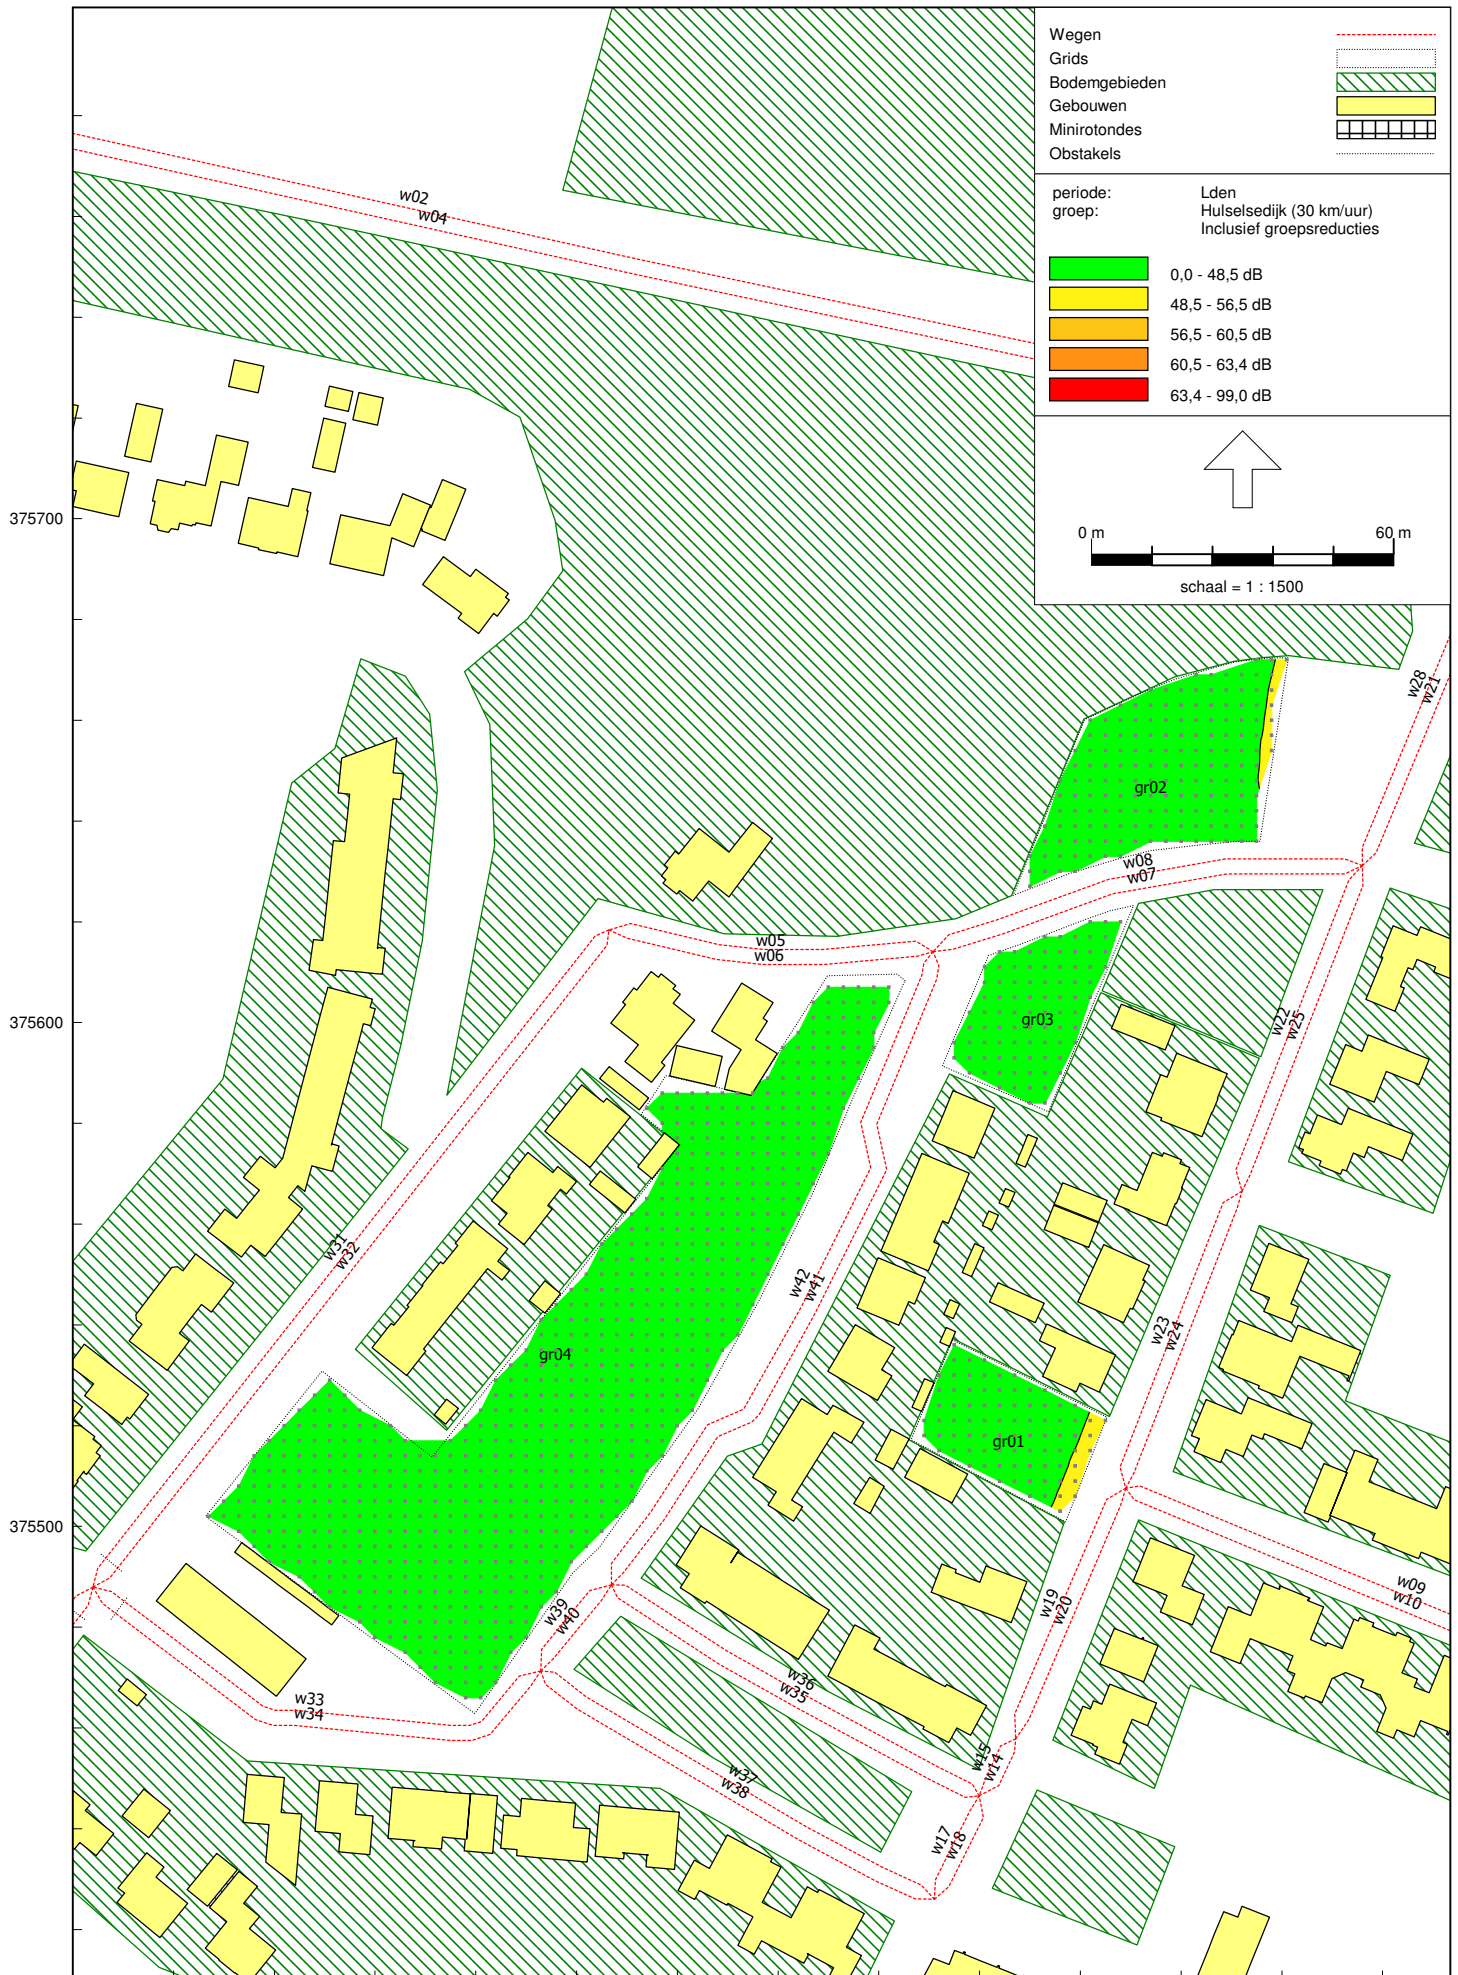 Wegen
Grids
Bodemgebieden
Gebouwen
Minirotondes
Obstakels
periode: Lden
groep: Hulselsedijk (30 km/uur)
Inclusief groepsreducties
0,0 - 48,5 dB
48,5 - 56,5 dB
56,5 - 60,5 dB
60,5 - 63,4 dB
63,4 - 99,0 dB
0 m 60 m
schaal = 1 : 1500
w02
w04
375700
w28
w21
gr02
w08
w07
w05
w06
375600
gr03
w22
w25
w31
w32
w42
w41
w23
w24
gr04
gr01
375500
w09
w10
w39
w40
w19
w20
w36
w35
w33
w34
w15
w14
w37
w38
w17
w18